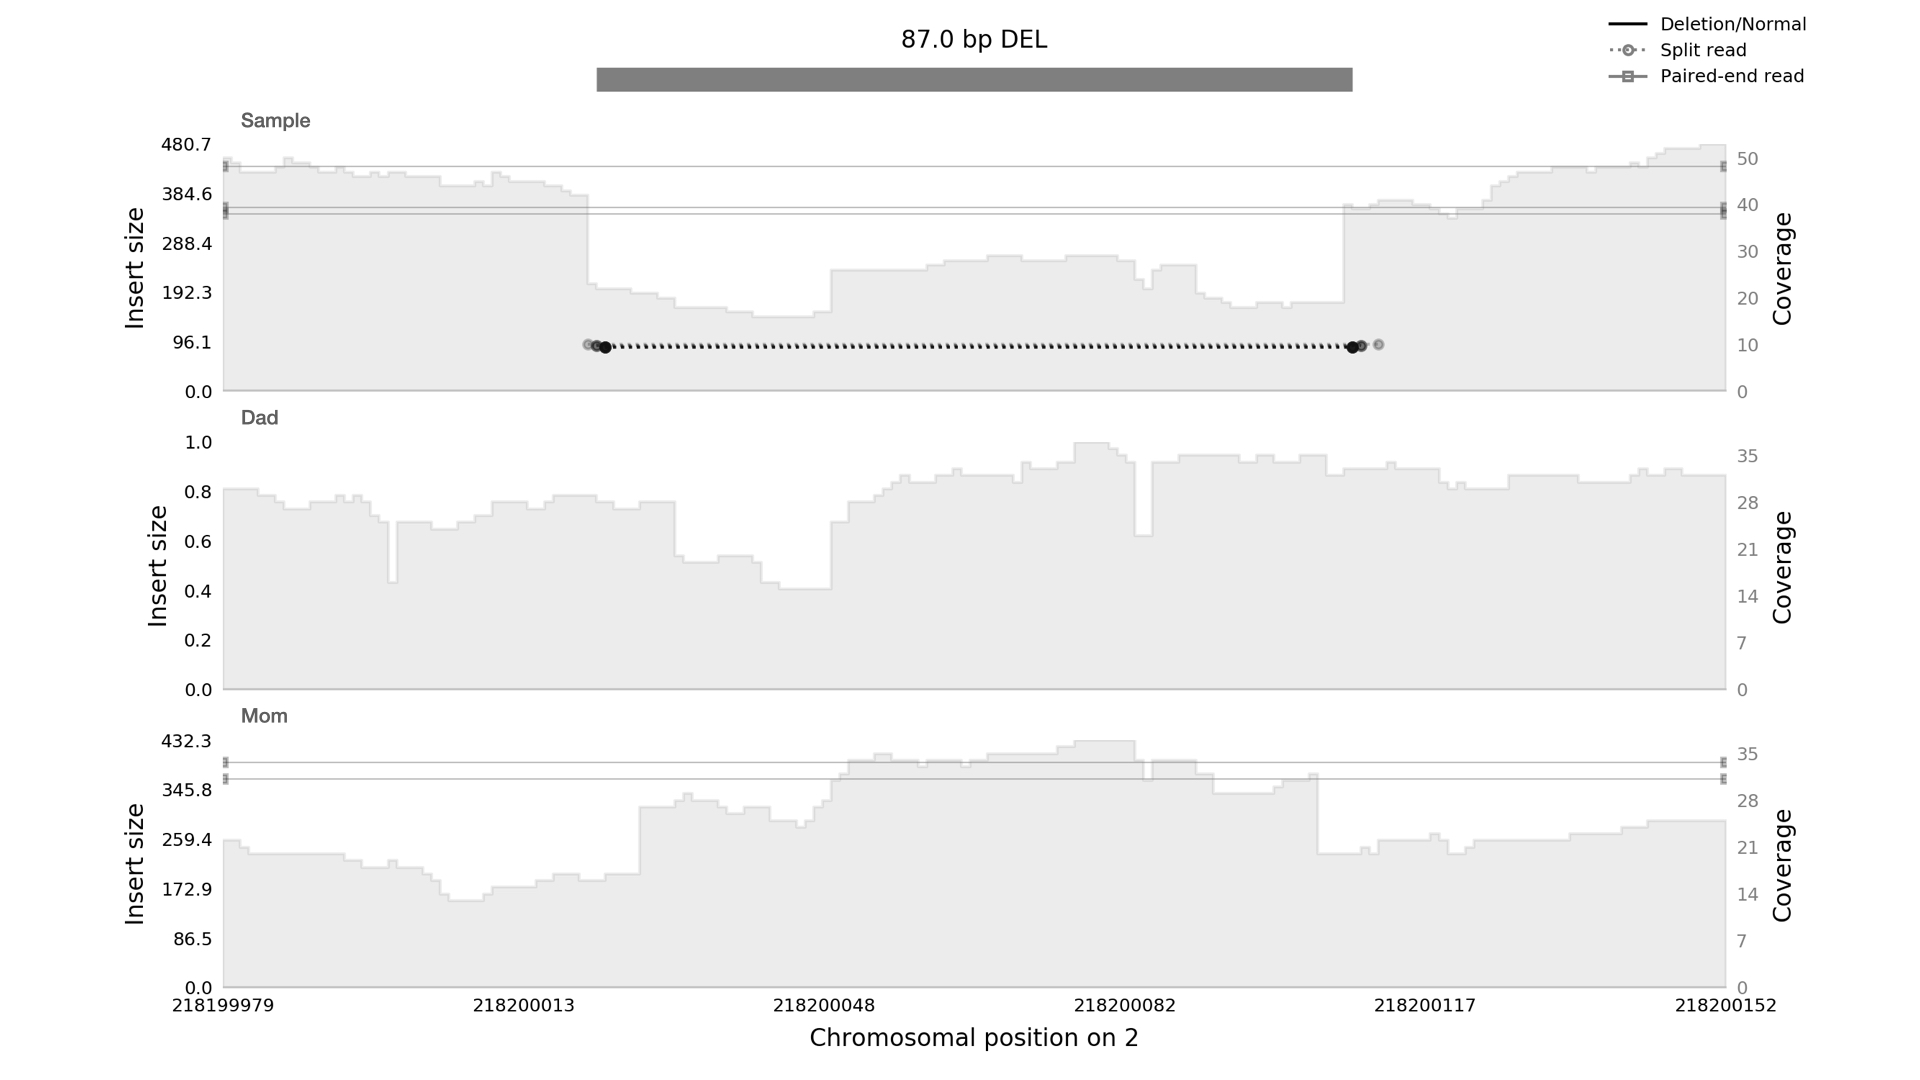 87.0 bp DEL
Deletion/Normal
Split read
Paired-end read
Sample
480.7
384.6
288.4
192.3
96.1
0.0
Insert size
50
40
30
20
10
0
Coverage
Dad
1.0
0.8
0.6
0.4
0.2
0.0
Insert size
35
28
21
14
7
0
Coverage
Mom
432.3
345.8
259.4
172.9
86.5
0.0
Insert size
35
28
21
14
7
0
Coverage
218199979 218200013 218200048 218200082 218200117 218200152
Chromosomal position on 2